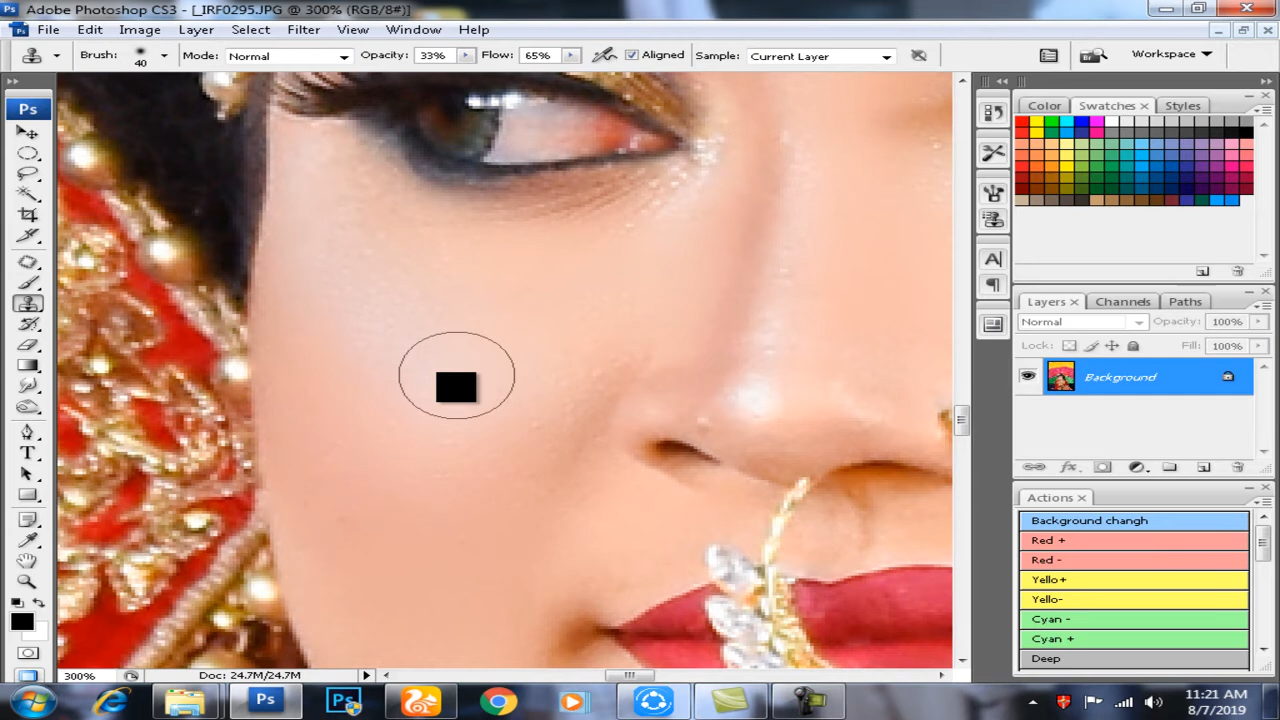 Adobe Photoshop CS3 - [_IRF0295.JPG @ 300% (RGB/8#)]
File Edit Image Layer Select Filter View Window Help
Brush: 40 Mode: Normal Opacity: 33% Flow: 65% Aligned Sample: Current Layer Workspace
Ps
Color Swatches × Styles
Layers × Channels Paths
Normal Opacity: 100%
Lock: Fill: 100%
Background
Actions ×
Background changh
Red +
Red -
Yello+
Yello-
Cyan -
Cyan +
Deep
300% Doc: 24.7M/24.7M
Ps Ps
11:21 AM
8/7/2019